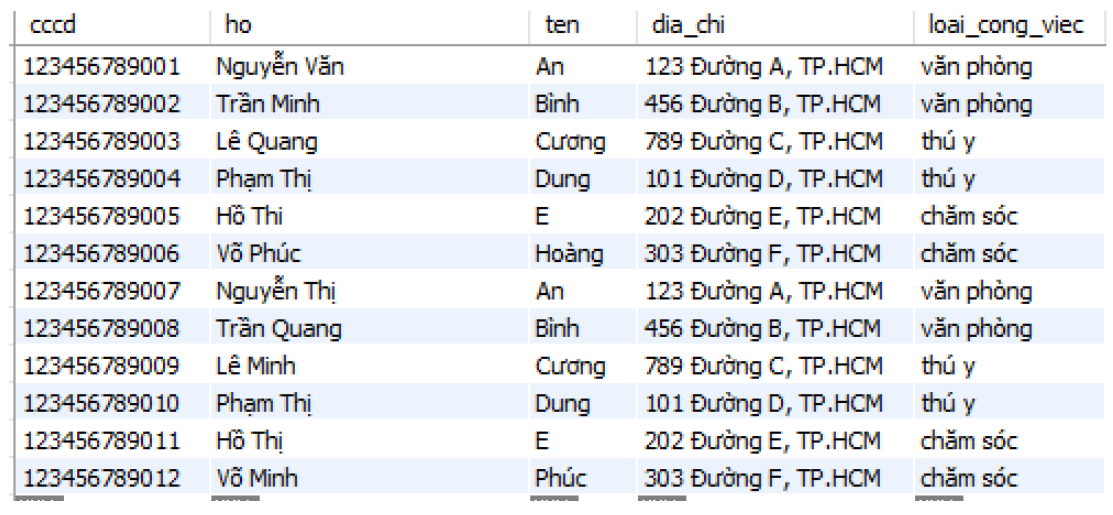 cccd ho ten dia_chi loai_cong_viec
123456789001 Nguyễn Văn An 123 Đường A, TP.HCM văn phòng
123456789002 Trần Minh Bình 456 Đường B, TP.HCM văn phòng
123456789003 Lê Quang Cương 789 Đường C, TP.HCM thú y
123456789004 Phạm Thị Dung 101 Đường D, TP.HCM thú y
123456789005 Hồ Thi E 202 Đường E, TP.HCM chăm sóc
123456789006 Võ Phúc Hoàng 303 Đường F, TP.HCM chăm sóc
123456789007 Nguyễn Thị An 123 Đường A, TP.HCM văn phòng
123456789008 Trần Quang Bình 456 Đường B, TP.HCM văn phòng
123456789009 Lê Minh Cương 789 Đường C, TP.HCM thú y
123456789010 Phạm Thị Dung 101 Đường D, TP.HCM thú y
123456789011 Hồ Thị E 202 Đường E, TP.HCM chăm sóc
123456789012 Võ Minh Phúc 303 Đường F, TP.HCM chăm sóc